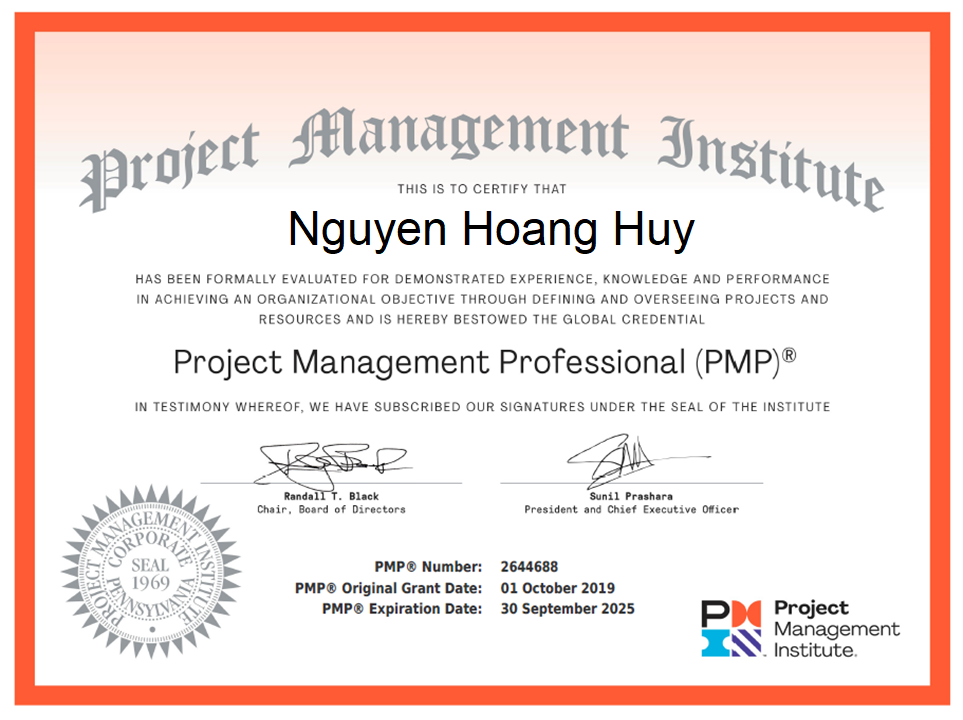 Project Management Institute
THIS IS TO CERTIFY THAT
Nguyen Hoang Huy
HAS BEEN FORMALLY EVALUATED FOR DEMONSTRATED EXPERIENCE, KNOWLEDGE AND PERFORMANCE
IN ACHIEVING AN ORGANIZATIONAL OBJECTIVE THROUGH DEFINING AND OVERSEEING PROJECTS AND
RESOURCES AND IS HEREBY BESTOWED THE GLOBAL CREDENTIAL
Project Management Professional (PMP)®
IN TESTIMONY WHEREOF, WE HAVE SUBSCRIBED OUR SIGNATURES UNDER THE SEAL OF THE INSTITUTE
Randall T. Black
Chair, Board of Directors
Sunil Prashara
President and Chief Executive Officer
PROJECT MANAGEMENT INSTITUTE
CORPORATE
SEAL
1969
PENNSYLVANIA
PMP® Number: 2644688
PMP® Original Grant Date: 01 October 2019
PMP® Expiration Date: 30 September 2025
Project
Management
Institute.